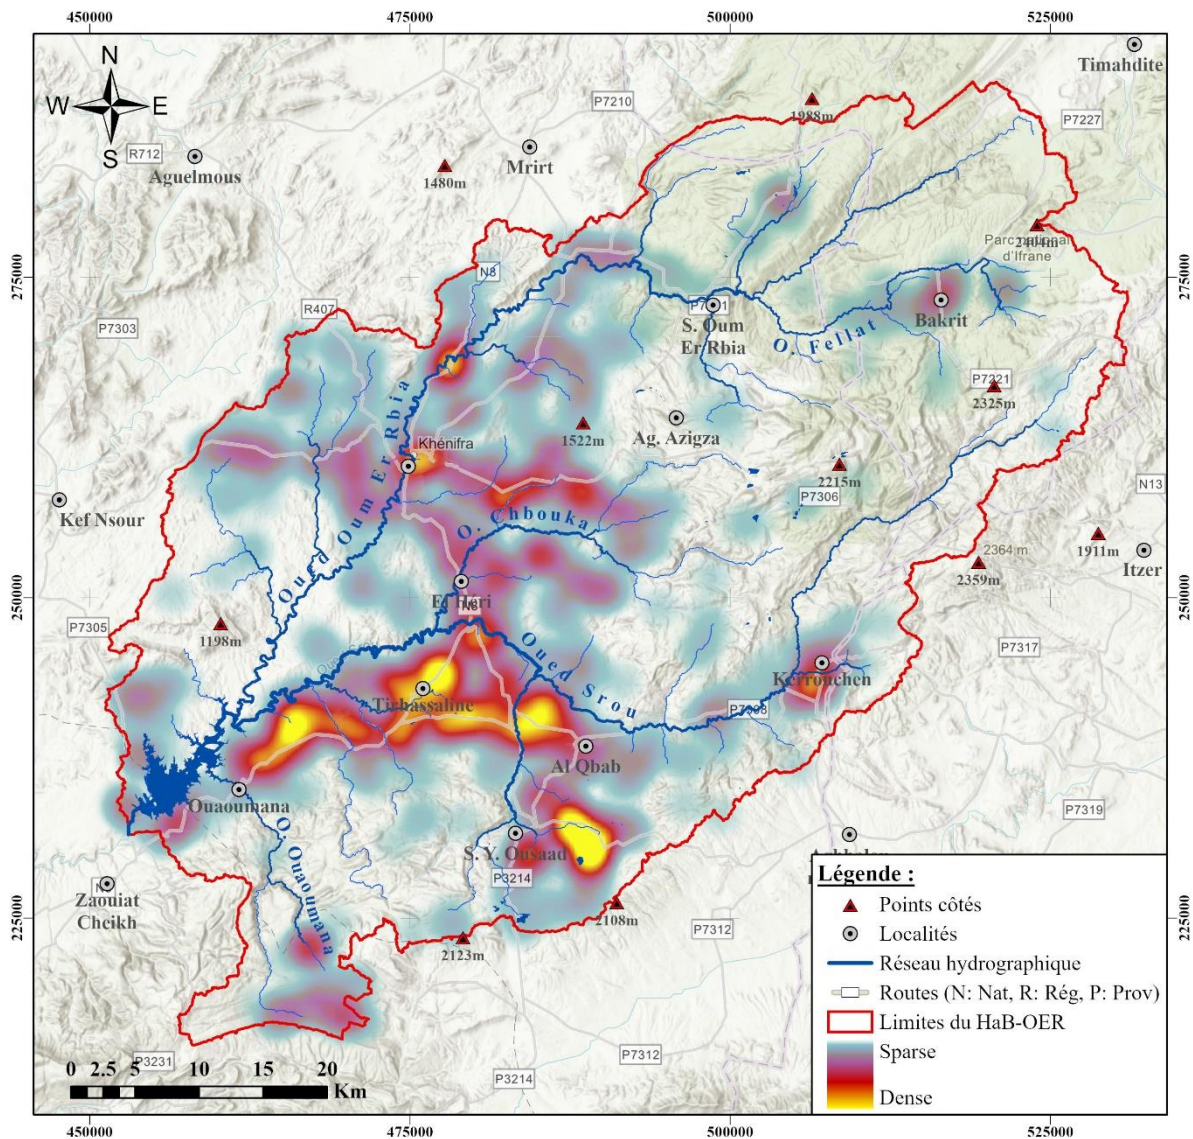 450000
475000
500000
525000
N
W
E
S
Timahdite
P7210
1988m
P7227
R712
Aguelmous
Mrirt
1480m
Parc national
d'Ifrane
2404m
N8
275000
275000
R407
P7303
S. Oum
Er-Rbia
Bakrit
O. Fellat
P7221
2325m
Oued Oum Er Rbia
Khénifra
1522m
Ag. Azigza
2215m
P7306
N13
Kef Nsour
O. Chbouka
2364 m
1911m
2359m
Itzer
El Héri
N8
250000
250000
P7305
1198m
Oued Srou
P7317
Kerrouchen
Tighassaline
Al Qbab
Ouaoumana
P7319
S. Y. Ousaad
P3214
O. Ouaoumana
Zaouiat
Cheikh
225000
225000
2108m
2123m
P7312
P3231
P7312
P3214
0
2.5
5
10
15
20
Km
Légende :
Points côtés
Localités
Réseau hydrographique
Routes (N: Nat, R: Rég, P: Prov)
Limites du HaB-OER
Sparse
Dense
450000
475000
500000
525000